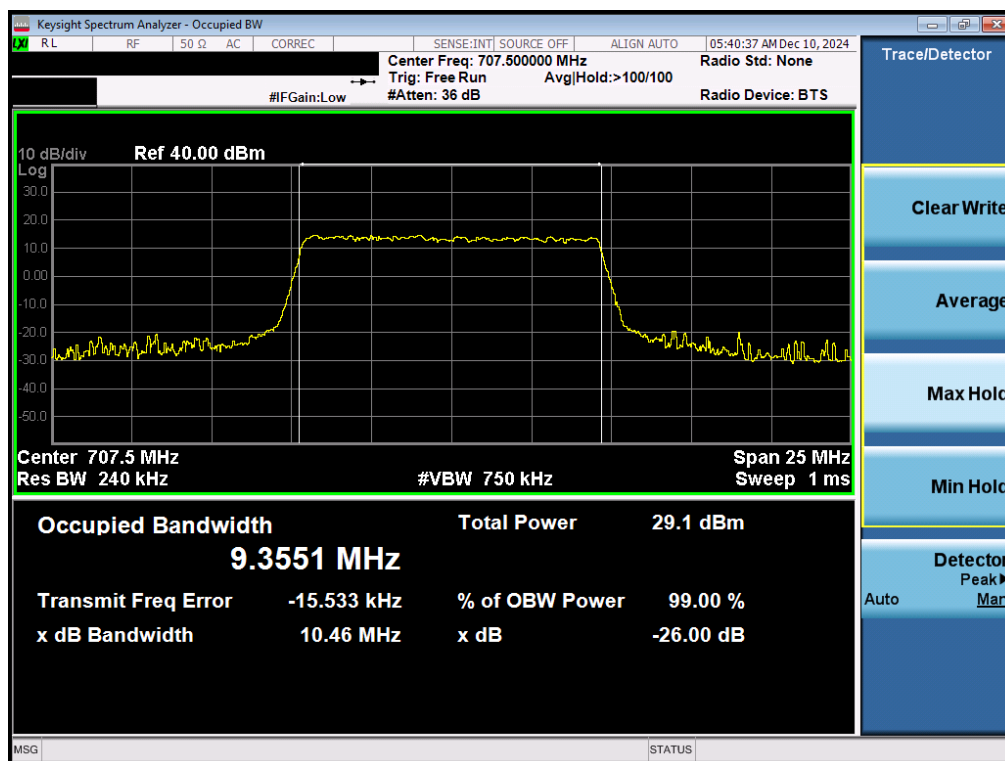 Keysight Spectrum Analyzer - Occupied BW
LXI RL RF 50 Ω AC CORREC SENSE:INT SOURCE OFF ALIGN AUTO 05:40:37 AM Dec 10, 2024
Center Freq: 707.500000 MHz Radio Std: None
Trig: Free Run Avg|Hold:>100/100
#IFGain:Low #Atten: 36 dB Radio Device: BTS
10 dB/div Ref 40.00 dBm
Log
30.0
20.0
10.0
0.00
-10.0
-20.0
-30.0
-40.0
-50.0
Center 707.5 MHz Span 25 MHz
Res BW 240 kHz #VBW 750 kHz Sweep 1 ms
Occupied Bandwidth Total Power 29.1 dBm
9.3551 MHz
Transmit Freq Error -15.533 kHz % of OBW Power 99.00 %
x dB Bandwidth 10.46 MHz x dB -26.00 dB
MSG STATUS
Trace/Detector
Clear Write
Average
Max Hold
Min Hold
Detector
Peak
Auto Man